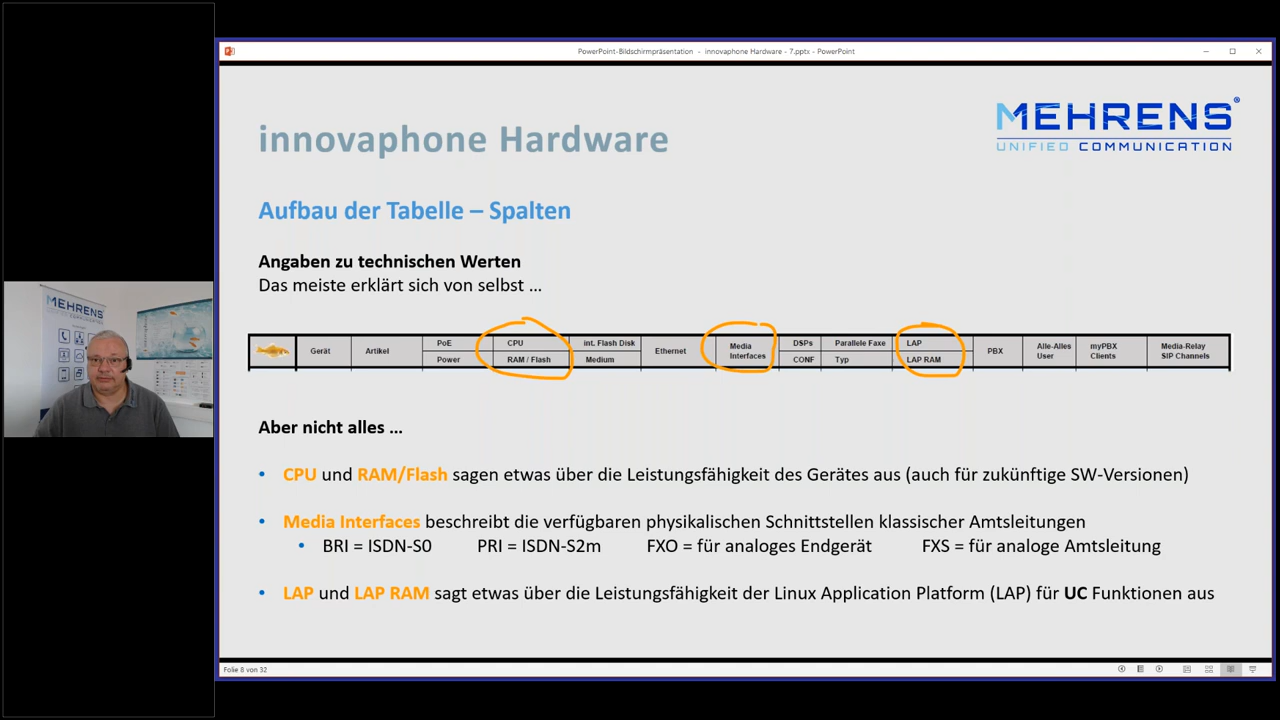 PowerPoint-Bildschirmpräsentation - innovaphone Hardware - 7.pptx - PowerPoint
innovaphone Hardware
MEHRENS®
UNIFIED COMMUNICATION
Aufbau der Tabelle – Spalten
Angaben zu technischen Werten
Das meiste erklärt sich von selbst ...
Gerät Artikel PoE CPU int. Flash Disk Ethernet Media Interfaces DSPs Parallele Faxe LAP PBX Alle-Alles User myPBX Clients Media-Relay SIP Channels
Power RAM / Flash Medium CONF Typ LAP RAM
MEHRENS
Aber nicht alles ...
• CPU und RAM/Flash sagen etwas über die Leistungsfähigkeit des Gerätes aus (auch für zukünftige SW-Versionen)
• Media Interfaces beschreibt die verfügbaren physikalischen Schnittstellen klassischer Amtsleitungen
• BRI = ISDN-S0 PRI = ISDN-S2m FXO = für analoges Endgerät FXS = für analoge Amtsleitung
• LAP und LAP RAM sagt etwas über die Leistungsfähigkeit der Linux Application Platform (LAP) für UC Funktionen aus
Folie 8 von 32